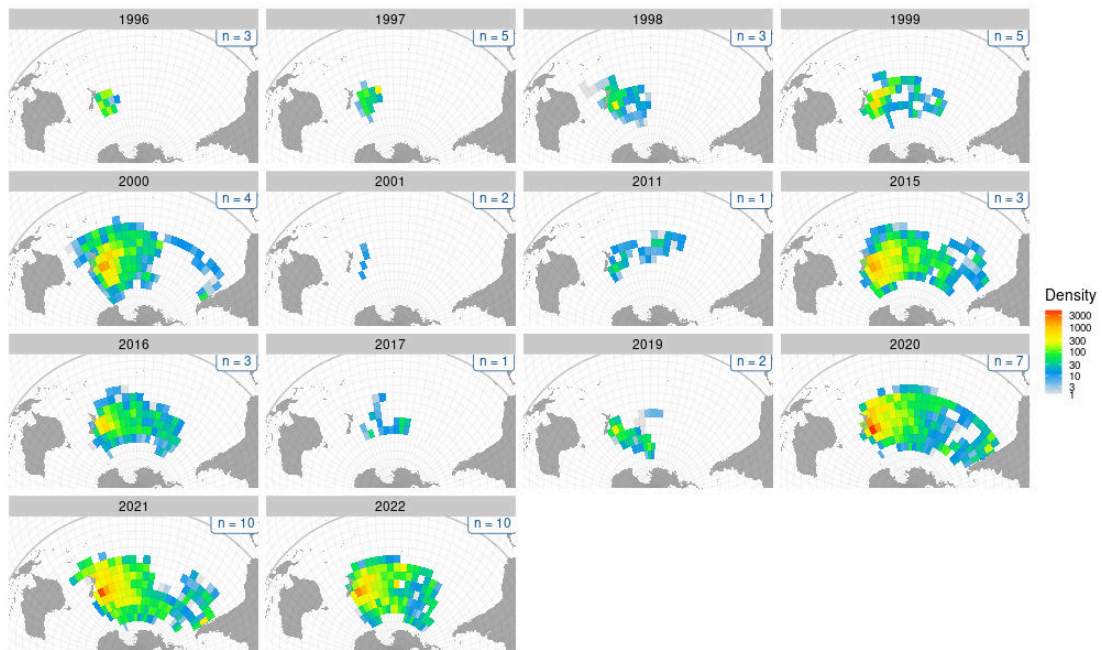 1996
n = 3
1997
n = 5
1998
n = 3
1999
n = 5
2000
n = 4
2001
n = 2
2011
n = 1
2015
n = 3
2016
n = 3
2017
n = 1
2019
n = 2
2020
n = 7
2021
n = 10
2022
n = 10
Density
3000
1000
300
100
30
10
3
1